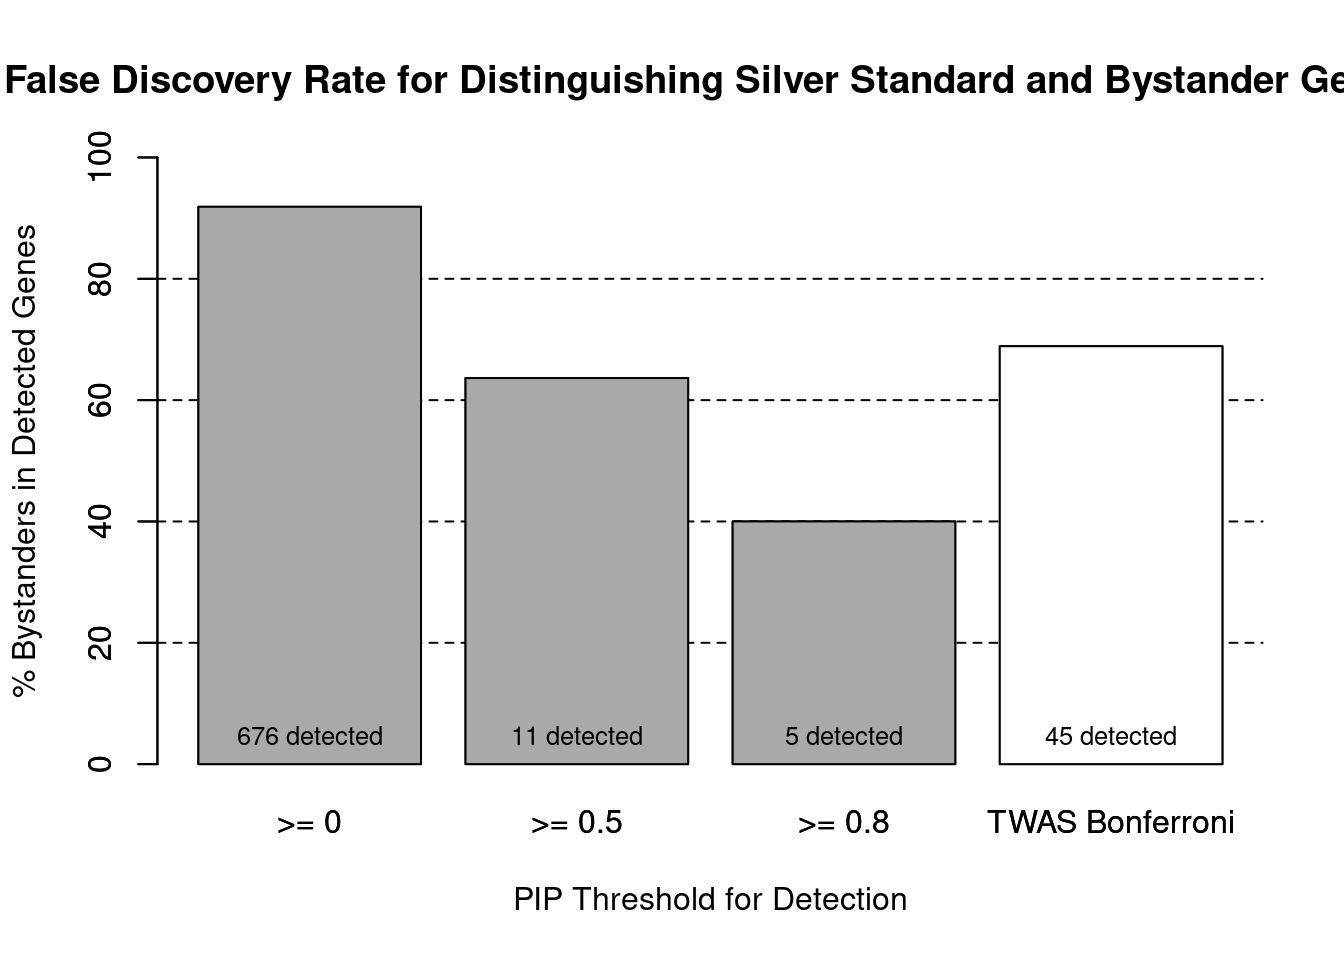 False Discovery Rate for Distinguishing Silver Standard and Bystander Ge
% Bystanders in Detected Genes
100
80
60
40
20
0
676 detected
11 detected
5 detected
45 detected
>= 0
>= 0.5
>= 0.8
TWAS Bonferroni
PIP Threshold for Detection